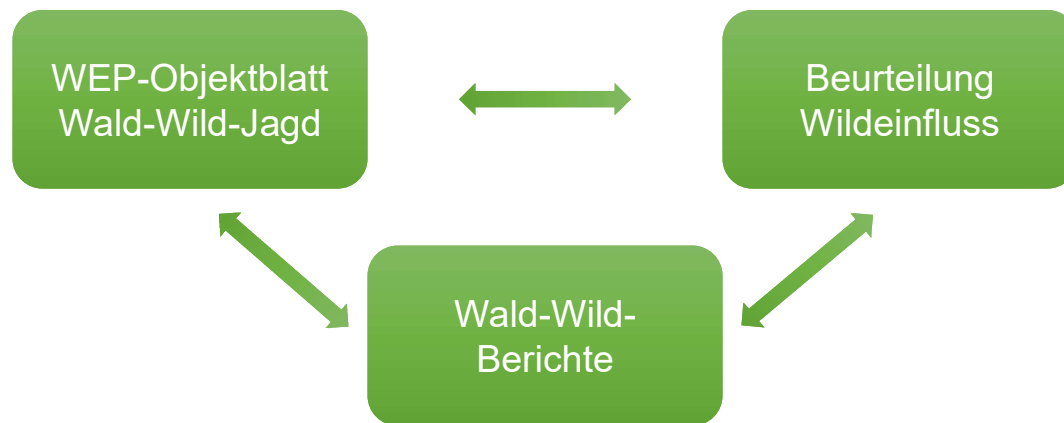 WEP-Objektblatt
Wald-Wild-Jagd
Beurteilung
Wildeinfluss
Wald-Wild-
Berichte